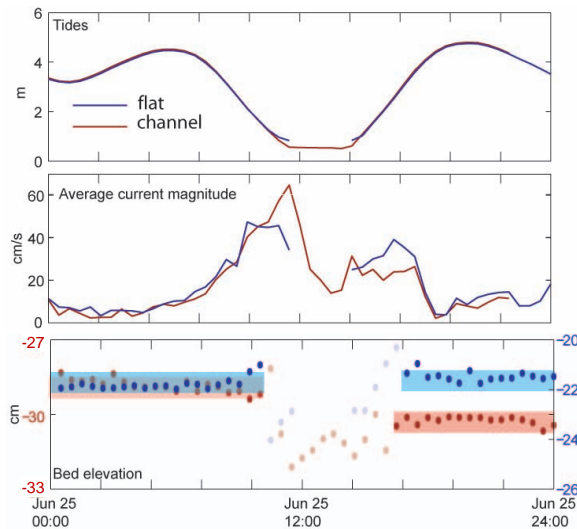 6
Tides
4
m
2
flat
channel
0
60
Average current magnitude
40
cm/s
20
0
-27
-20
-22
cm
-30
-24
Bed elevation
-33
-26
Jun 25
00:00
Jun 25
12:00
Jun 25
24:00